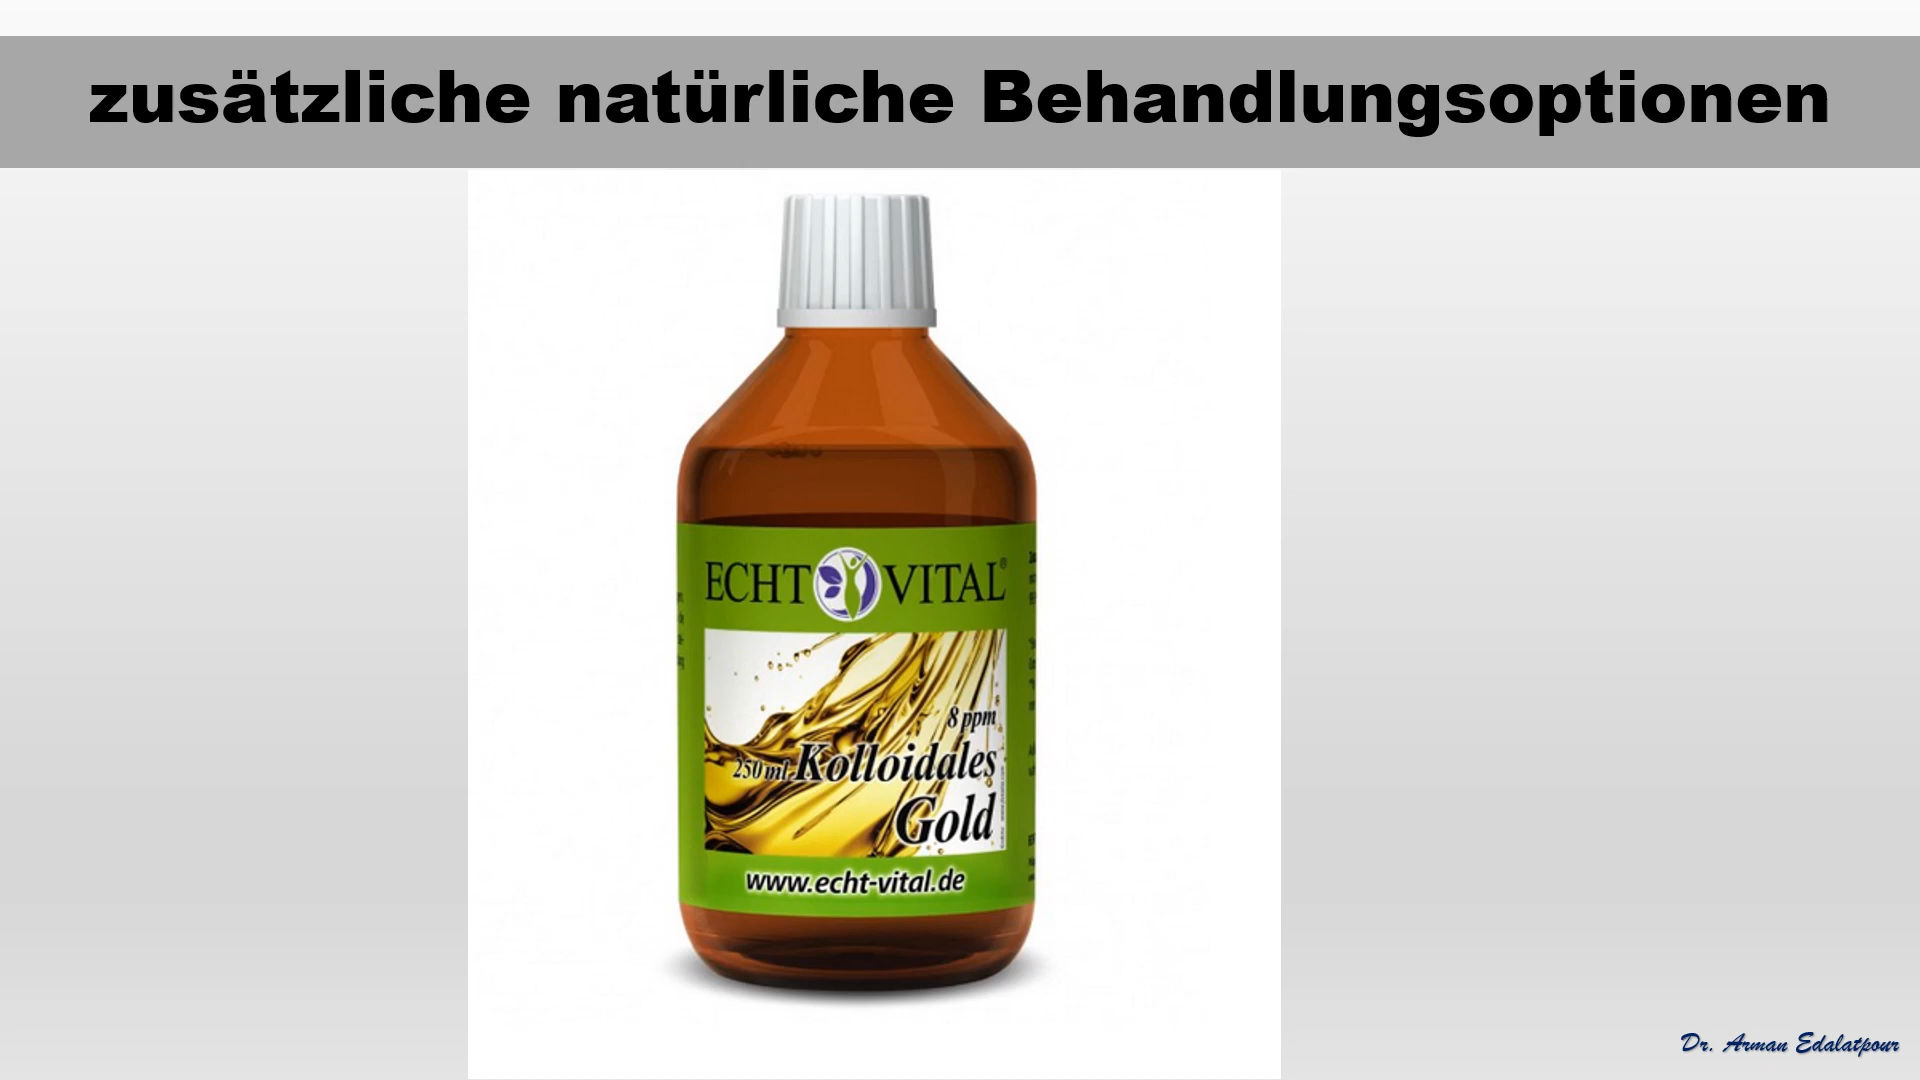 zusätzliche natürliche Behandlungsoptionen
ECHT VITAL®
8 ppm
250 ml Kolloidales
Gold
www.echt-vital.de
Dr. Arman Edalatpour